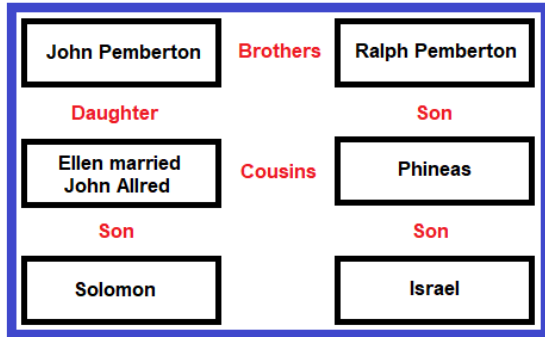 John Pemberton Brothers Ralph Pemberton
Daughter Son
Ellen married
John Allred Cousins Phineas
Son Son
Solomon Israel